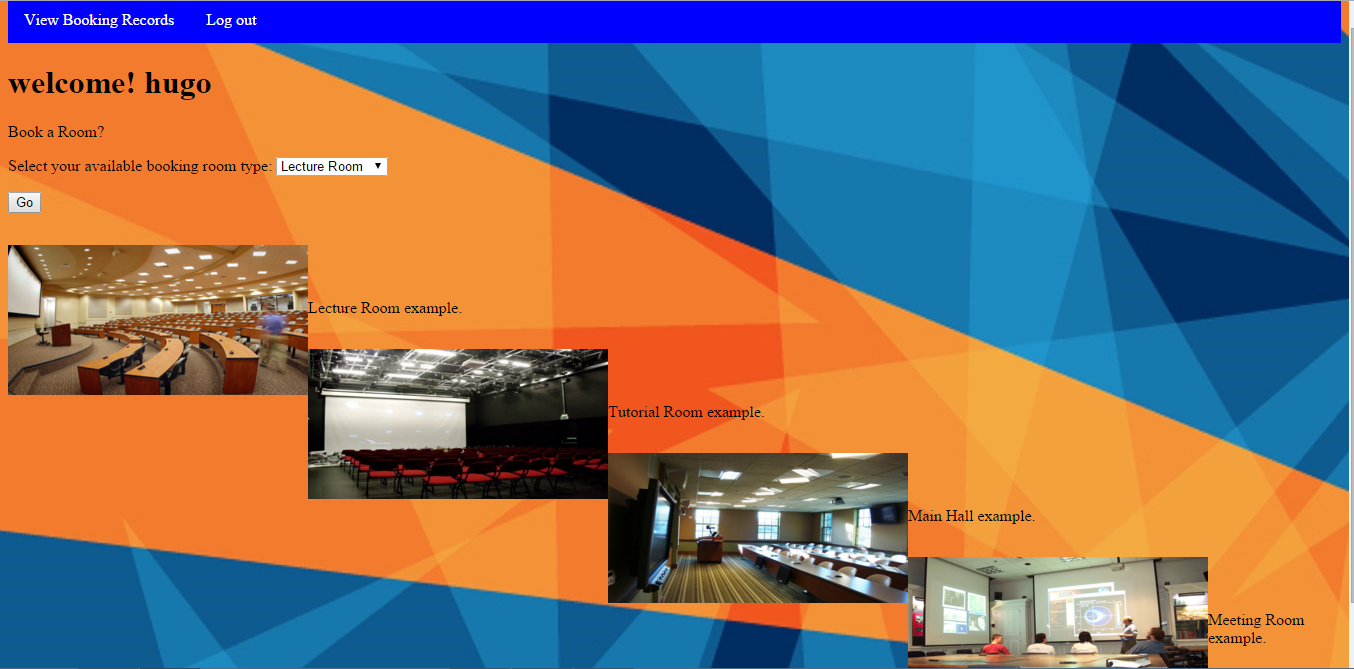 View Booking Records Log out
welcome! hugo
Book a Room?
Select your available booking room type: Lecture Room
Go
Lecture Room example.
Tutorial Room example.
Main Hall example.
Meeting Room
example.